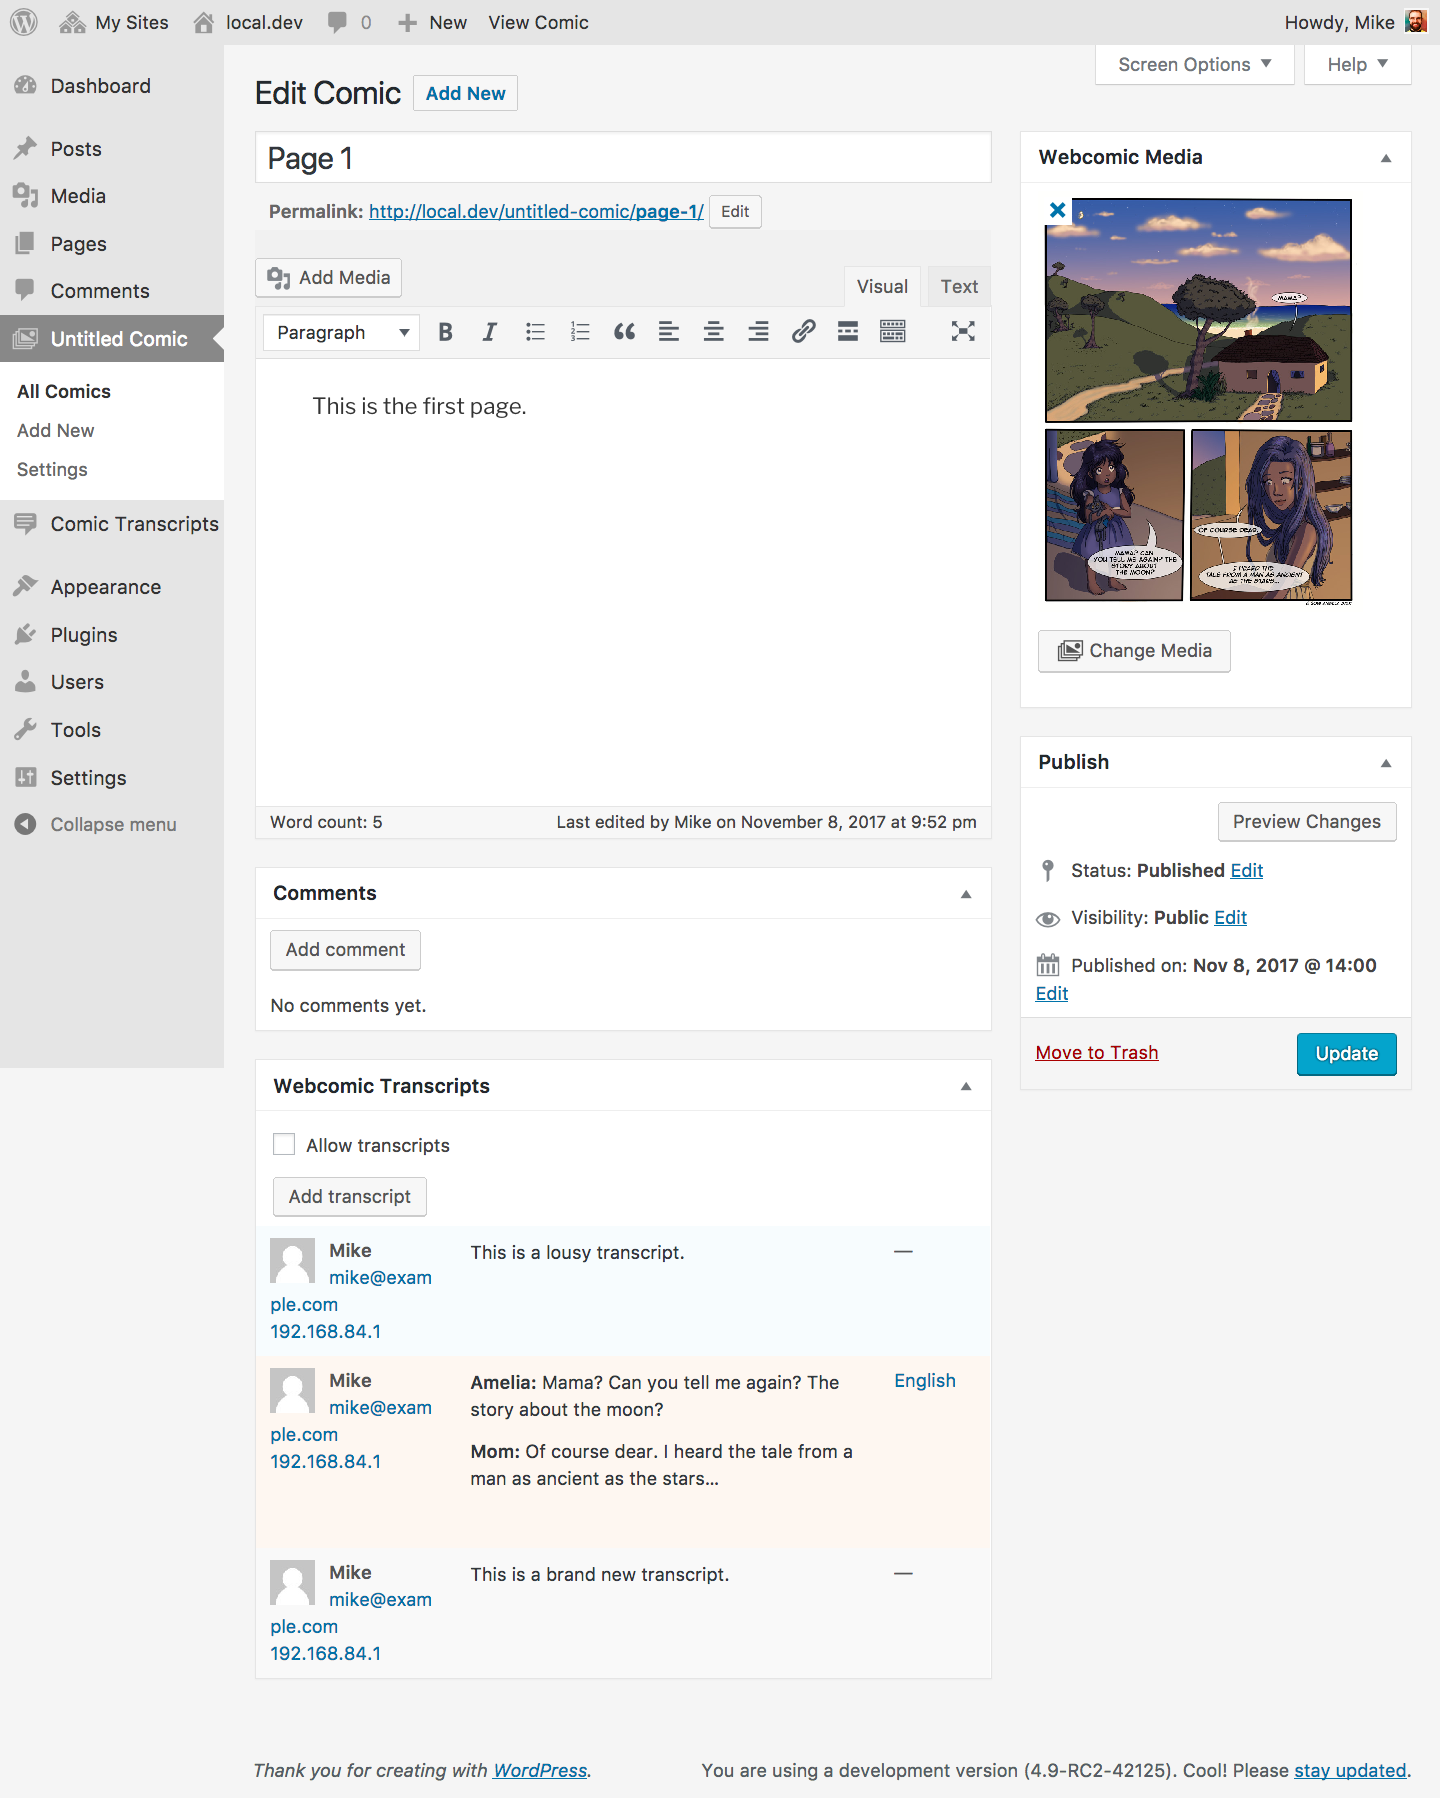 My Sites
local.dev
0
New
View Comic
Howdy, Mike
Screen Options
Help
Dashboard
Posts
Media
Pages
Comments
Untitled Comic
All Comics
Add New
Settings
Comic Transcripts
Appearance
Plugins
Users
Tools
Settings
Collapse menu
Edit Comic
Add New
Page 1
Permalink: http://local.dev/untitled-comic/page-1/ Edit
Add Media
Visual
Text
Paragraph
This is the first page.
Word count: 5
Last edited by Mike on November 8, 2017 at 9:52 pm
Comments
Add comment
No comments yet.
Webcomic Transcripts
Allow transcripts
Add transcript
Mike
mike@exam
ple.com
192.168.84.1
This is a lousy transcript.
—
Mike
mike@exam
ple.com
192.168.84.1
Amelia: Mama? Can you tell me again? The
story about the moon?
Mom: Of course dear. I heard the tale from a
man as ancient as the stars...
English
Mike
mike@exam
ple.com
192.168.84.1
This is a brand new transcript.
—
Webcomic Media
MAMA?
MAMA? CAN
YOU TELL ME AGAIN? THE
STORY ABOUT
THE MOON?
OF COURSE DEAR.
I HEARD THE
TALE FROM A MAN AS ANCIENT
AS THE STARS...
Change Media
Publish
Preview Changes
Status: Published Edit
Visibility: Public Edit
Published on: Nov 8, 2017 @ 14:00
Edit
Move to Trash
Update
Thank you for creating with WordPress.
You are using a development version (4.9-RC2-42125). Cool! Please stay updated.